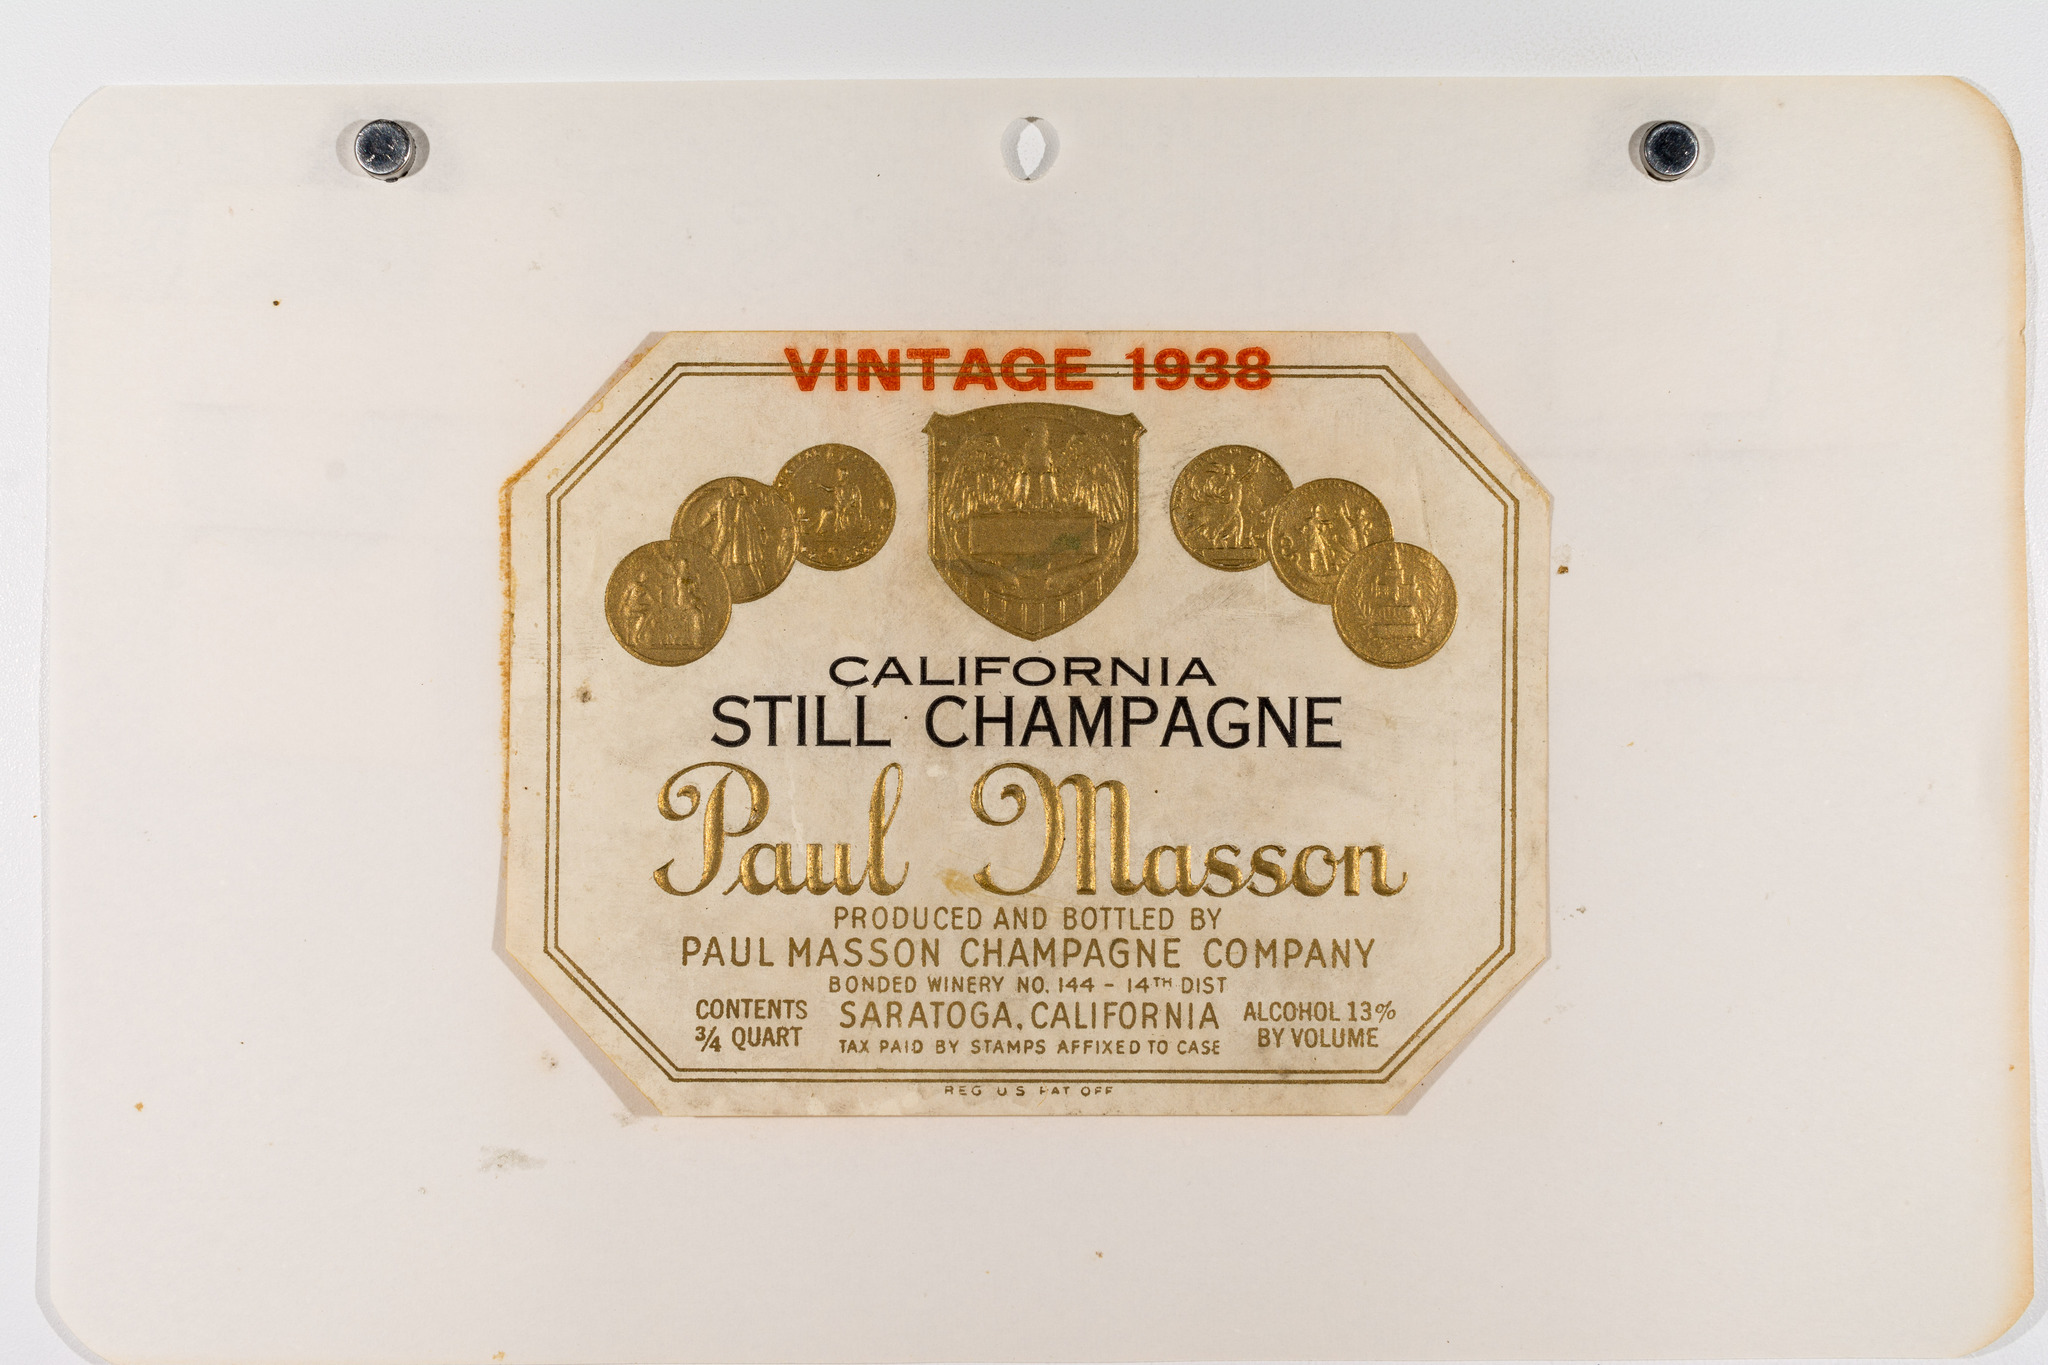 VINTAGE 1938
CALIFORNIA
STILL CHAMPAGNE
Paul Masson
PRODUCED AND BOTTLED BY
PAUL MASSON CHAMPAGNE COMPANY
BONDED WINERY NO. 144 - 14TH DIST
CONTENTS
3/4 QUART
SARATOGA, CALIFORNIA
TAX PAID BY STAMPS AFFIXED TO CASE
ALCOHOL 13%
BY VOLUME
REG U S PAT OFF